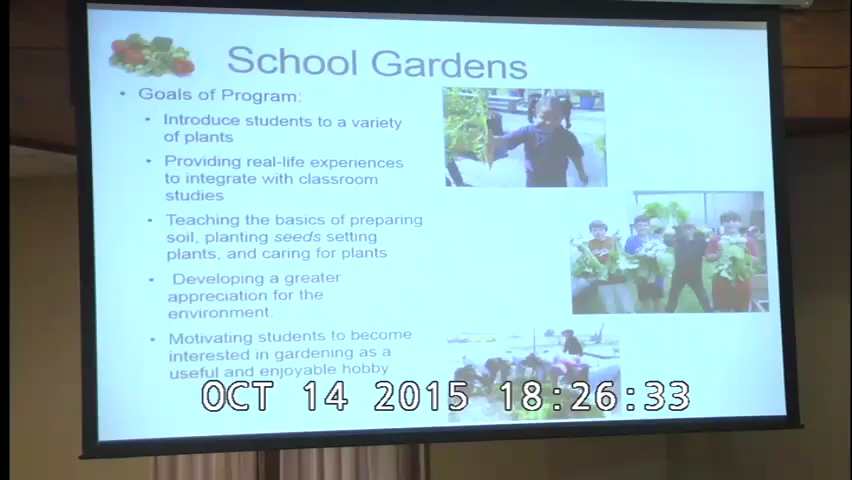 School Gardens
• Goals of Program:
• Introduce students to a variety
of plants
• Providing real-life experiences
to integrate with classroom
studies
• Teaching the basics of preparing
soil, planting seeds setting
plants, and caring for plants
• Developing a greater
appreciation for the
environment.
• Motivating students to become
interested in gardening as a
useful and enjoyable hobby
OCT 14 2015 18:26:33